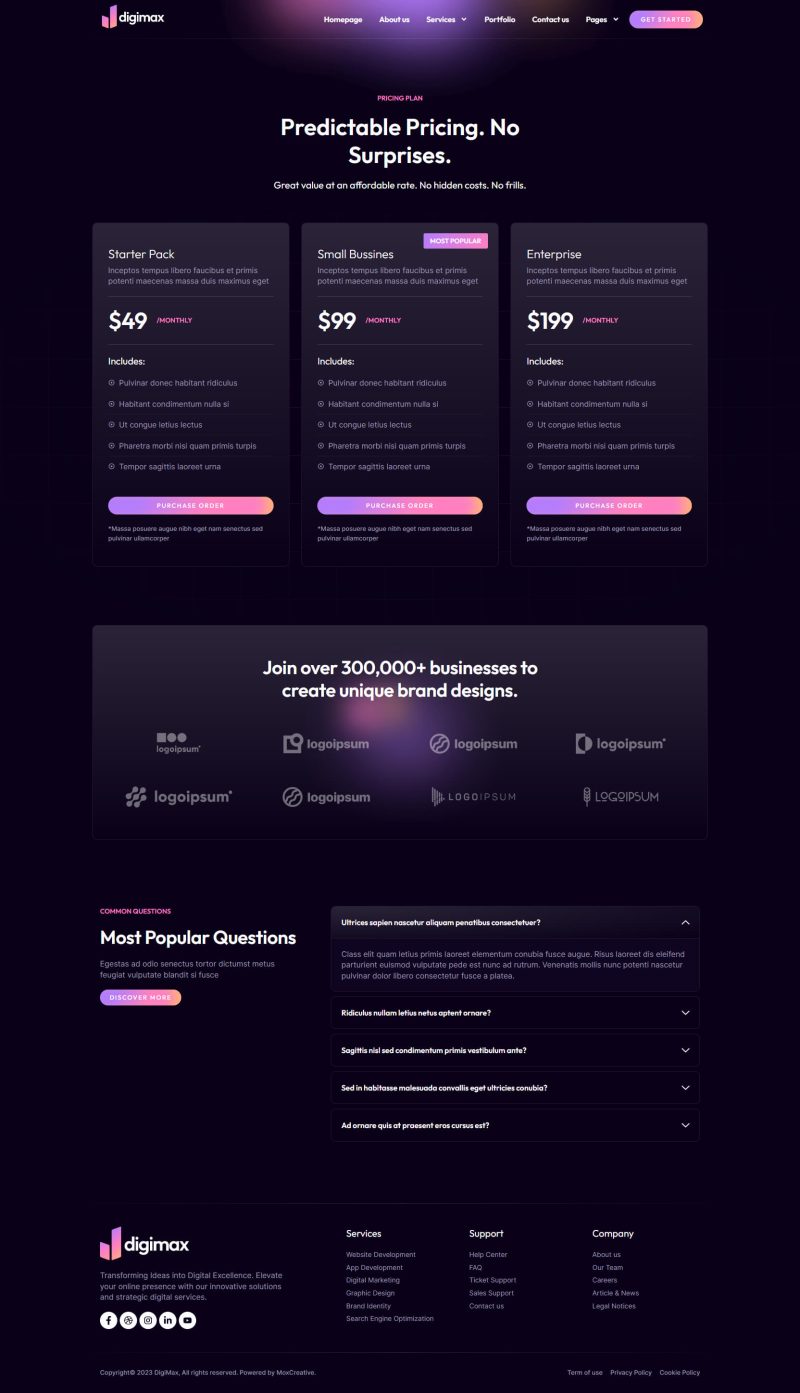 digimax
Homepage About us Services Portfolio Contact us Pages GET STARTED
PRICING PLAN
Predictable Pricing. No
Surprises.
Great value at an affordable rate. No hidden costs. No frills.
Starter Pack
Inceptos tempus libero faucibus et primis
potenti maecenas massa duis maximus eget
$49 /MONTHLY
Includes:
Pulvinar donec habitant ridiculus
Habitant condimentum nulla si
Ut congue letius lectus
Pharetra morbi nisi quam primis turpis
Tempor sagittis laoreet urna
PURCHASE ORDER
*Massa posuere augue nibh eget nam senectus sed
pulvinar ullamcorper
MOST POPULAR
Small Bussines
Inceptos tempus libero faucibus et primis
potenti maecenas massa duis maximus eget
$99 /MONTHLY
Includes:
Pulvinar donec habitant ridiculus
Habitant condimentum nulla si
Ut congue letius lectus
Pharetra morbi nisi quam primis turpis
Tempor sagittis laoreet urna
PURCHASE ORDER
*Massa posuere augue nibh eget nam senectus sed
pulvinar ullamcorper
Enterprise
Inceptos tempus libero faucibus et primis
potenti maecenas massa duis maximus eget
$199 /MONTHLY
Includes:
Pulvinar donec habitant ridiculus
Habitant condimentum nulla si
Ut congue letius lectus
Pharetra morbi nisi quam primis turpis
Tempor sagittis laoreet urna
PURCHASE ORDER
*Massa posuere augue nibh eget nam senectus sed
pulvinar ullamcorper
Join over 300,000+ businesses to
create unique brand designs.
logoipsum logoipsum logoipsum logoipsum
logoipsum logoipsum LOGOIPSUM LOGOIPSUM
COMMON QUESTIONS
Most Popular Questions
Egestas ad odio senectus tortor dictumst metus
feugiat vulputate blandit si fusce
DISCOVER MORE
Ultrices sapien nascetur aliquam penatibus consectetuer?
Class elit quam letius primis laoreet elementum conubia fusce augue. Risus laoreet dis eleifend
parturient euismod vulputate pede est nunc ad rutrum. Venenatis mollis nunc potenti nascetur
pulvinar dolor libero consectetur fusce a platea.
Ridiculus nullam letius netus aptent ornare?
Sagittis nisl sed condimentum primis vestibulum ante?
Sed in habitasse malesuada convallis eget ultricies conubia?
Ad ornare quis at praesent eros cursus est?
digimax
Transforming Ideas into Digital Excellence. Elevate
your online presence with our innovative solutions
and strategic digital services.
Services
Website Development
App Development
Digital Marketing
Graphic Design
Brand Identity
Search Engine Optimization
Support
Help Center
FAQ
Ticket Support
Sales Support
Contact us
Company
About us
Our Team
Careers
Article & News
Legal Notices
Copyright© 2023 DigiMax, All rights reserved. Powered by MoxCreative.
Term of use Privacy Policy Cookie Policy